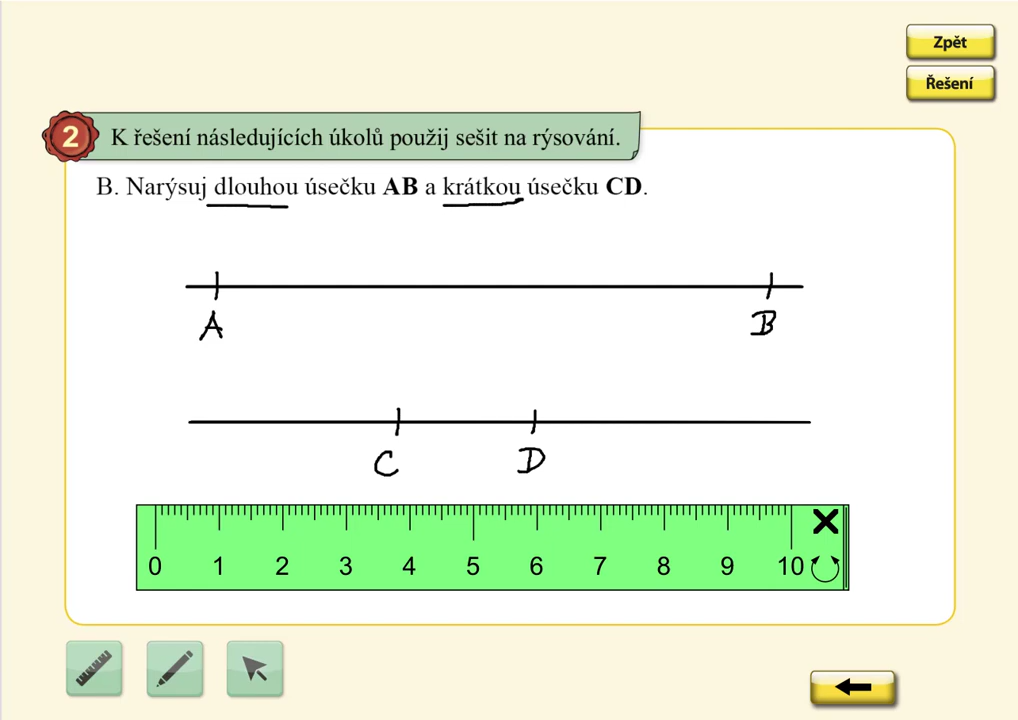 Zpět
Řešení
2 K řešení následujících úkolů použij sešit na rýsování.
B. Narýsuj dlouhou úsečku AB a krátkou úsečku CD.
A B
C D
0 1 2 3 4 5 6 7 8 9 10